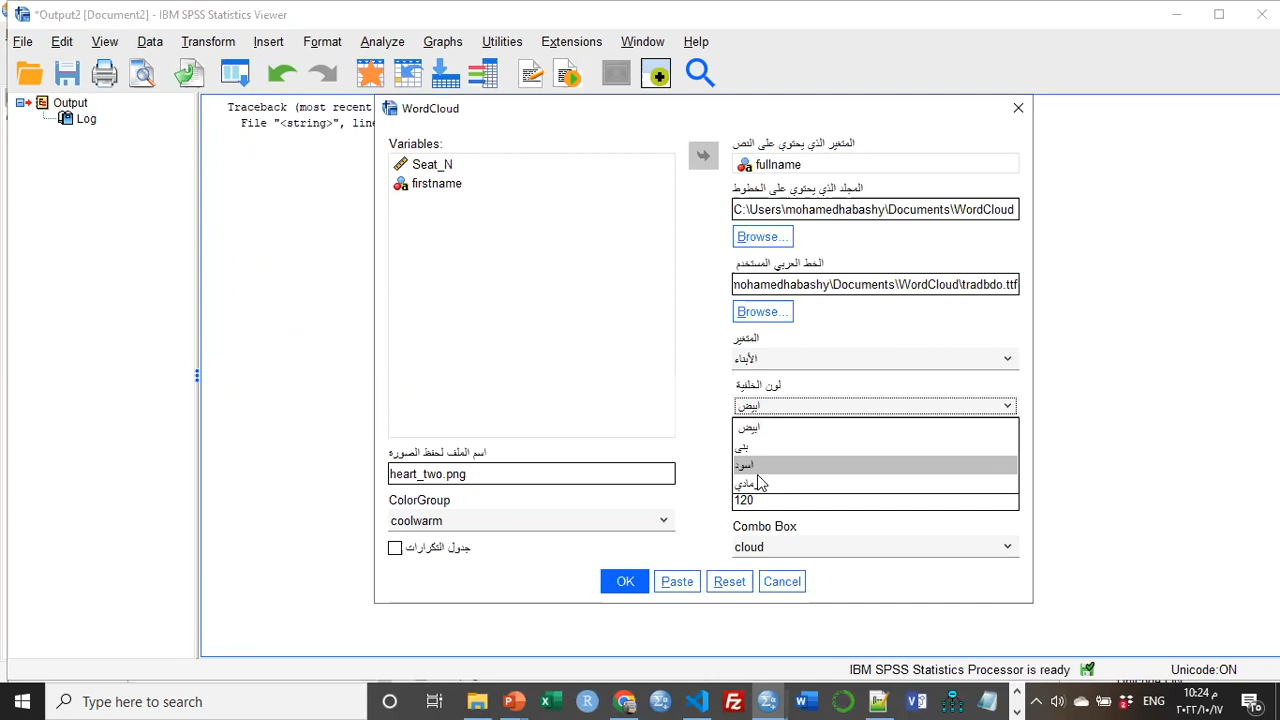 *Output2 [Document2] - IBM SPSS Statistics Viewer
File Edit View Data Transform Insert Format Analyze Graphs Utilities Extensions Window Help
Output
Log
Traceback (most recent
File "<string>", line
WordCloud
Variables:
Seat_N
firstname
المتغير الذي يحتوي على النص
fullname
المجلد الذي يحتوي على الخطوط
C:\Users\mohamedhabashy\Documents\WordCloud
Browse...
الخط العربي المستخدم
mohamedhabashy\Documents\WordCloud\tradbdo.ttf
Browse...
المتغير
الأبناء
لون الخلفية
ابيض
ابيض
بنى
اسود
120
اسم الملف لحفظ الصورة
heart_two.png
ColorGroup
coolwarm
جدول التكرارات
Combo Box
cloud
OK Paste Reset Cancel
IBM SPSS Statistics Processor is ready Unicode:ON
Type here to search
ENG
10:24 م
٢٠٢٢/١٠/١٧